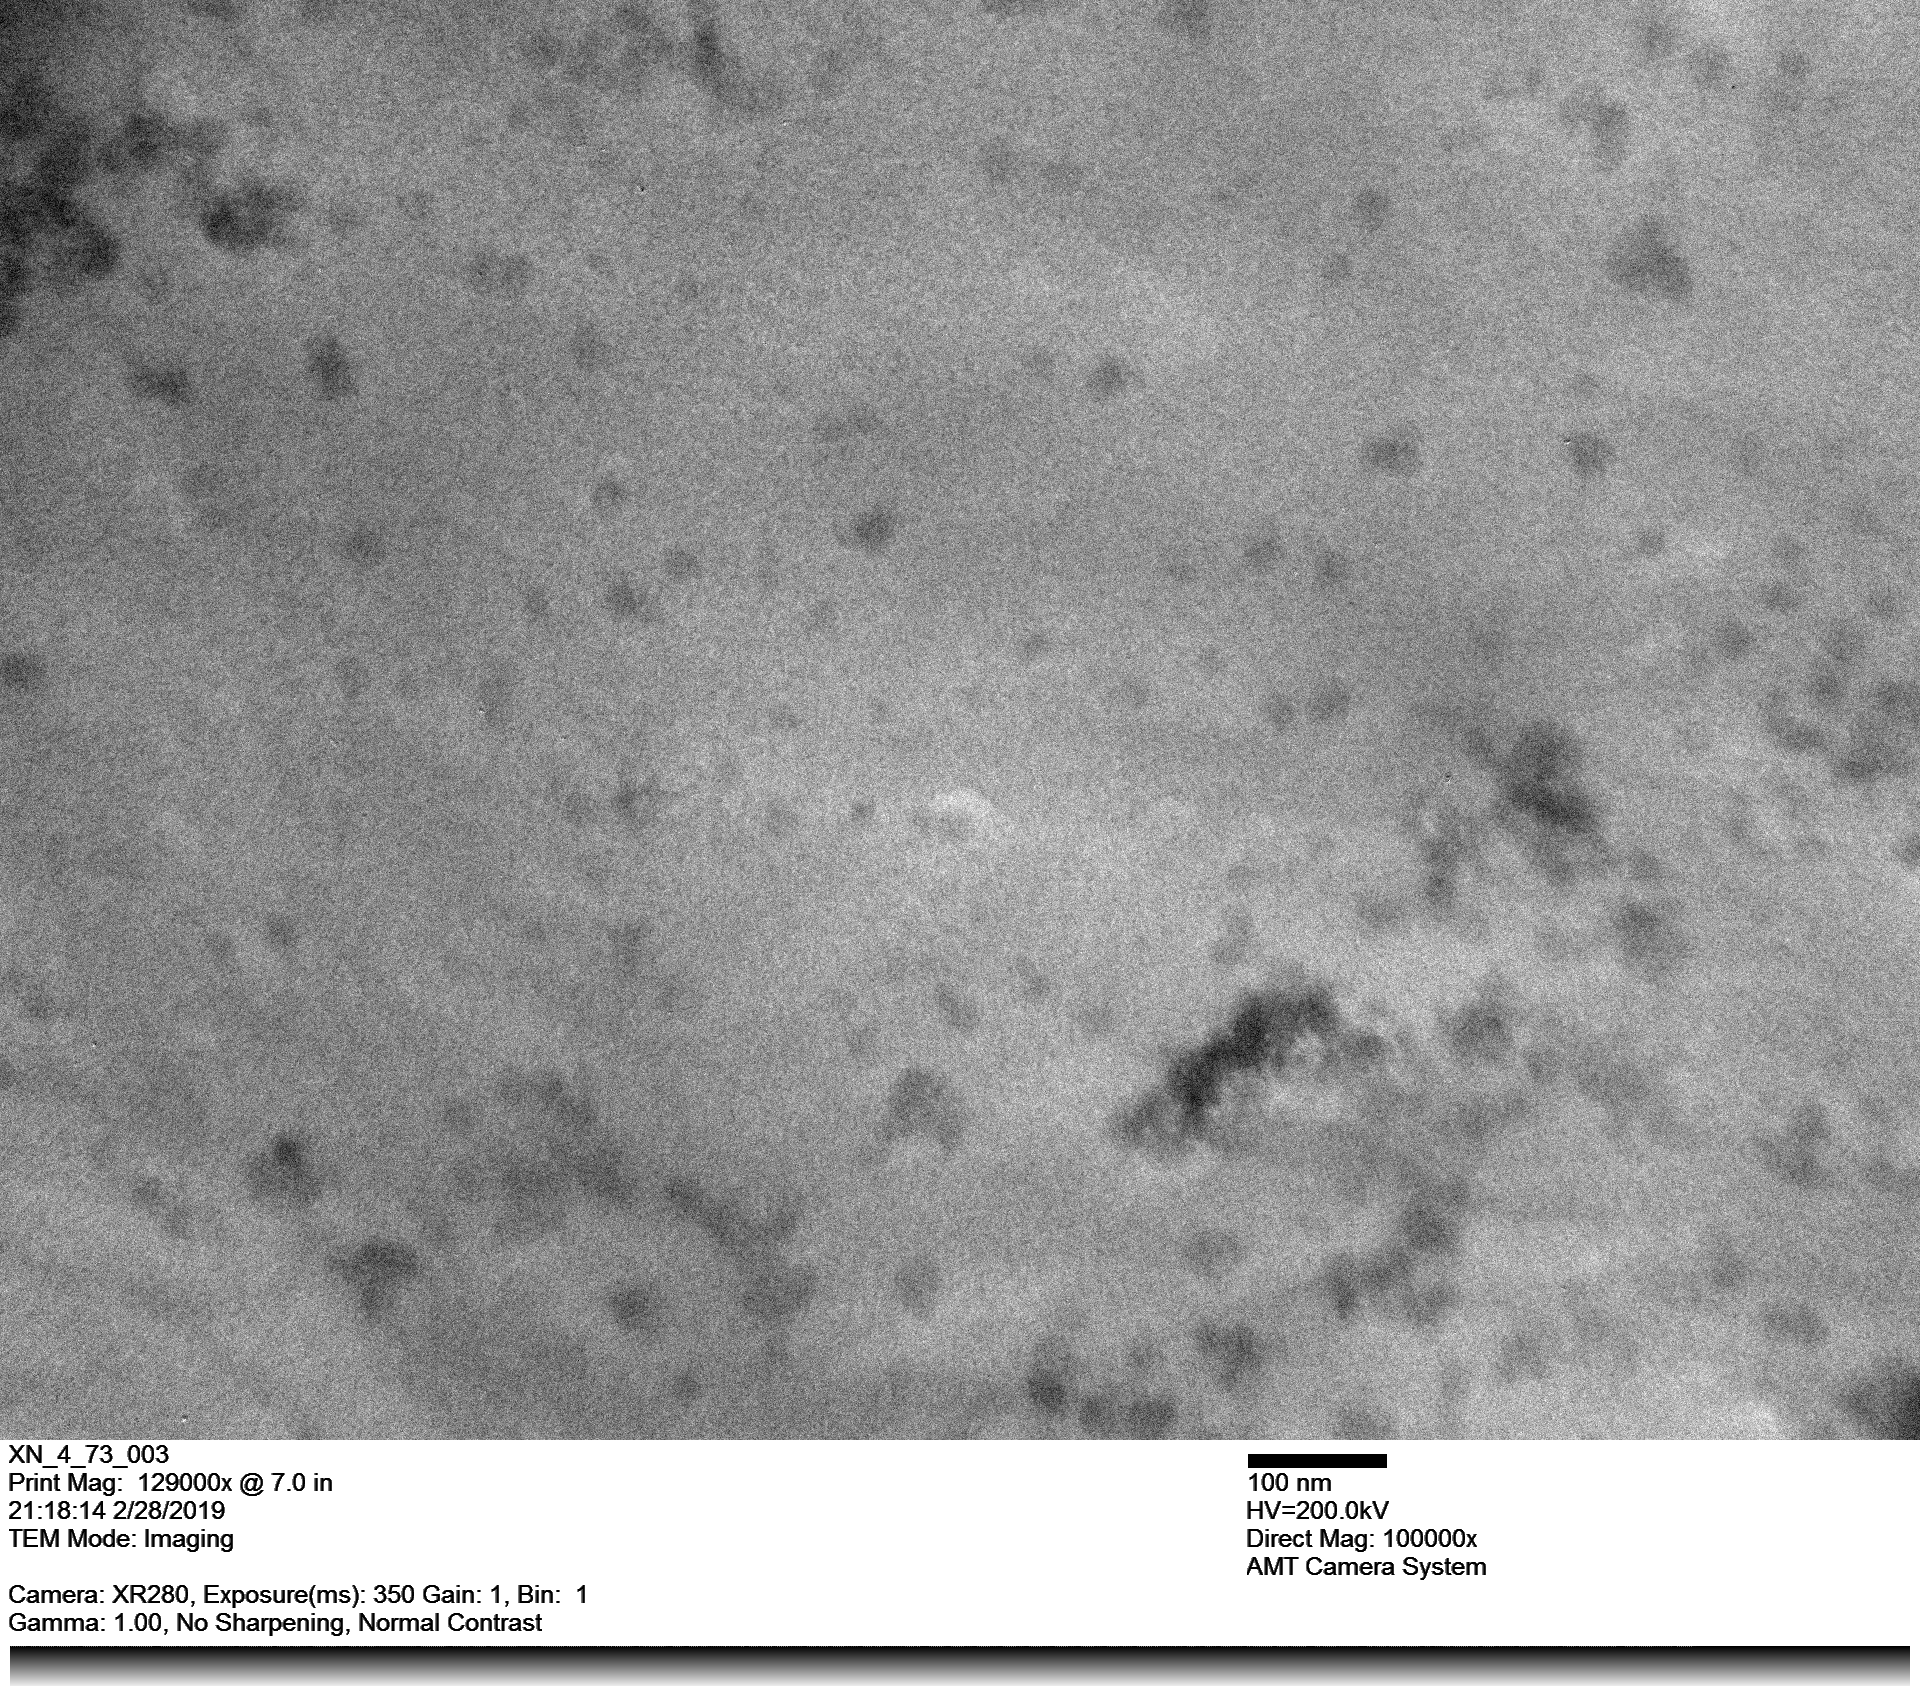 XN_4_73_003
Print Mag: 129000x @ 7.0 in
21:18:14 2/28/2019
TEM Mode: Imaging
Camera: XR280, Exposure(ms): 350 Gain: 1, Bin: 1
Gamma: 1.00, No Sharpening, Normal Contrast
100 nm
HV=200.0kV
Direct Mag: 100000x
AMT Camera System